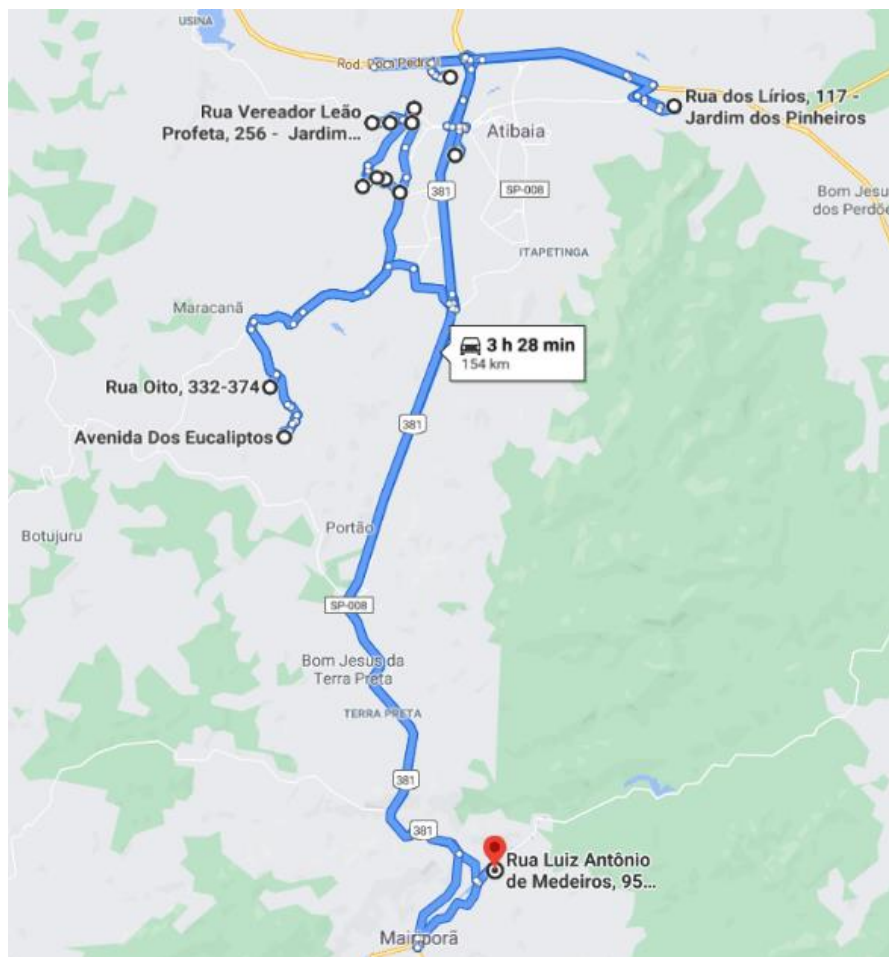 USINA
Rod. Dom Pedro I
Rua Vereador Leão
Profeta, 256 - Jardim...
Atibaia
Rua dos Lírios, 117 -
Jardim dos Pinheiros
381
SP-008
Bom Jesus
dos Perdõe
ITAPETINGA
Maracanã
3 h 28 min
154 km
Rua Oito, 332-374
381
Avenida Dos Eucaliptos
Botujuru
Portão
SP-008
Bom Jesus da
Terra Preta
TERRA PRETA
381
381
Rua Luiz Antônio
de Medeiros, 95...
Mairiporã